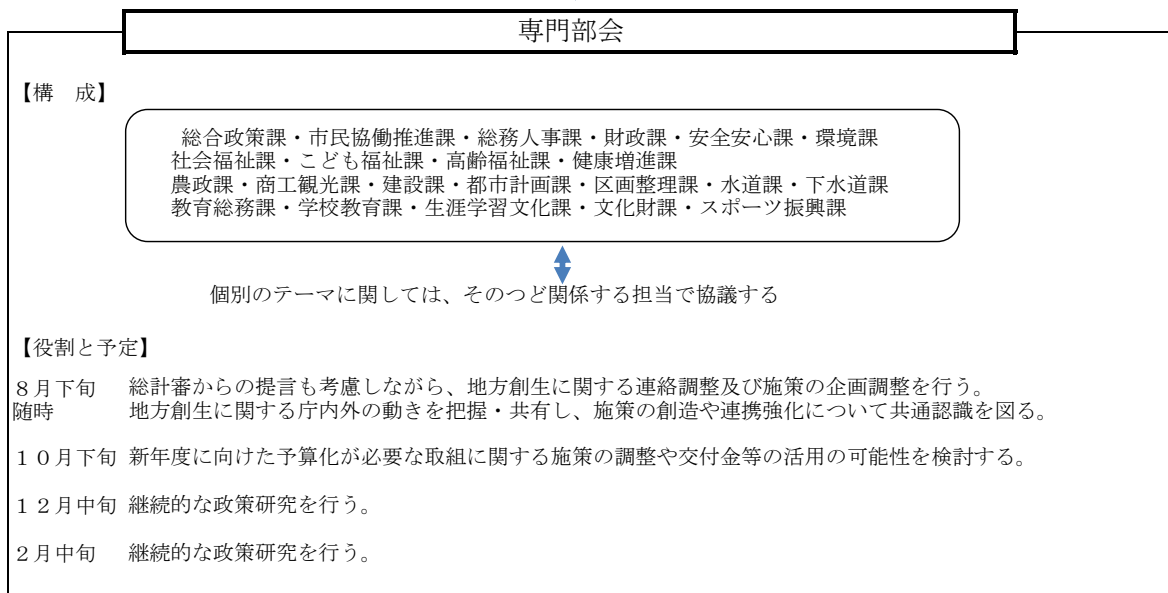 専門部会
【構　成】
総合政策課・市民協働推進課・総務人事課・財政課・安全安心課・環境課
社会福祉課・こども福祉課・高齢福祉課・健康増進課
農政課・商工観光課・建設課・都市計画課・区画整理課・水道課・下水道課
教育総務課・学校教育課・生涯学習文化課・文化財課・スポーツ振興課
個別のテーマに関しては、そのつど関係する担当で協議する
【役割と予定】
８月下旬　総計審からの提言も考慮しながら、地方創生に関する連絡調整及び施策の企画調整を行う。
随時　地方創生に関する庁内外の動きを把握・共有し、施策の創造や連携強化について共通認識を図る。
１０月下旬 新年度に向けた予算化が必要な取組に関する施策の調整や交付金等の活用の可能性を検討する。
１２月中旬 継続的な政策研究を行う。
２月中旬　継続的な政策研究を行う。